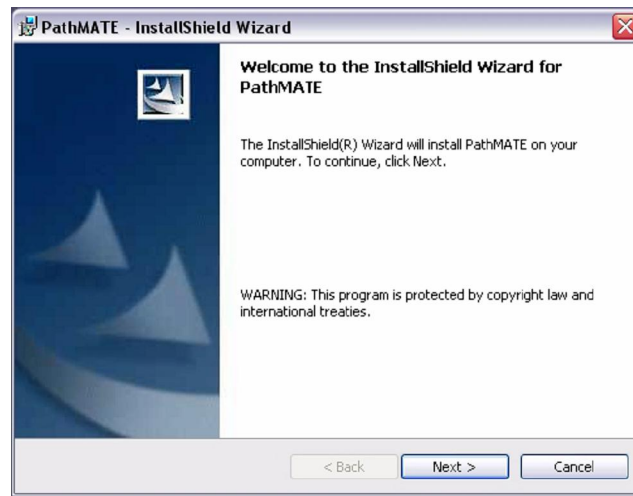 PathMATE - InstallShield Wizard
Welcome to the InstallShield Wizard for
PathMATE
The InstallShield(R) Wizard will install PathMATE on your
computer. To continue, click Next.
WARNING: This program is protected by copyright law and
international treaties.
< Back Next > Cancel